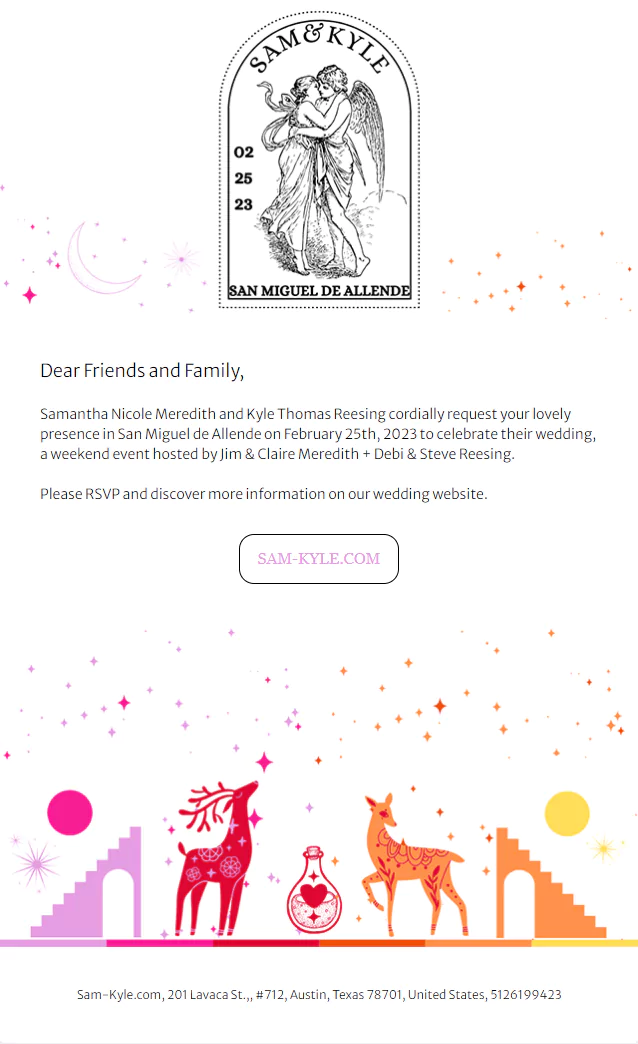 SAM & KYLE
02
25
23
SAN MIGUEL DE ALLENDE
Dear Friends and Family,
Samantha Nicole Meredith and Kyle Thomas Reesing cordially request your lovely
presence in San Miguel de Allende on February 25th, 2023 to celebrate their wedding,
a weekend event hosted by Jim & Claire Meredith + Debi & Steve Reesing.
Please RSVP and discover more information on our wedding website.
SAM-KYLE.COM
Sam-Kyle.com, 201 Lavaca St.,, #712, Austin, Texas 78701, United States, 5126199423